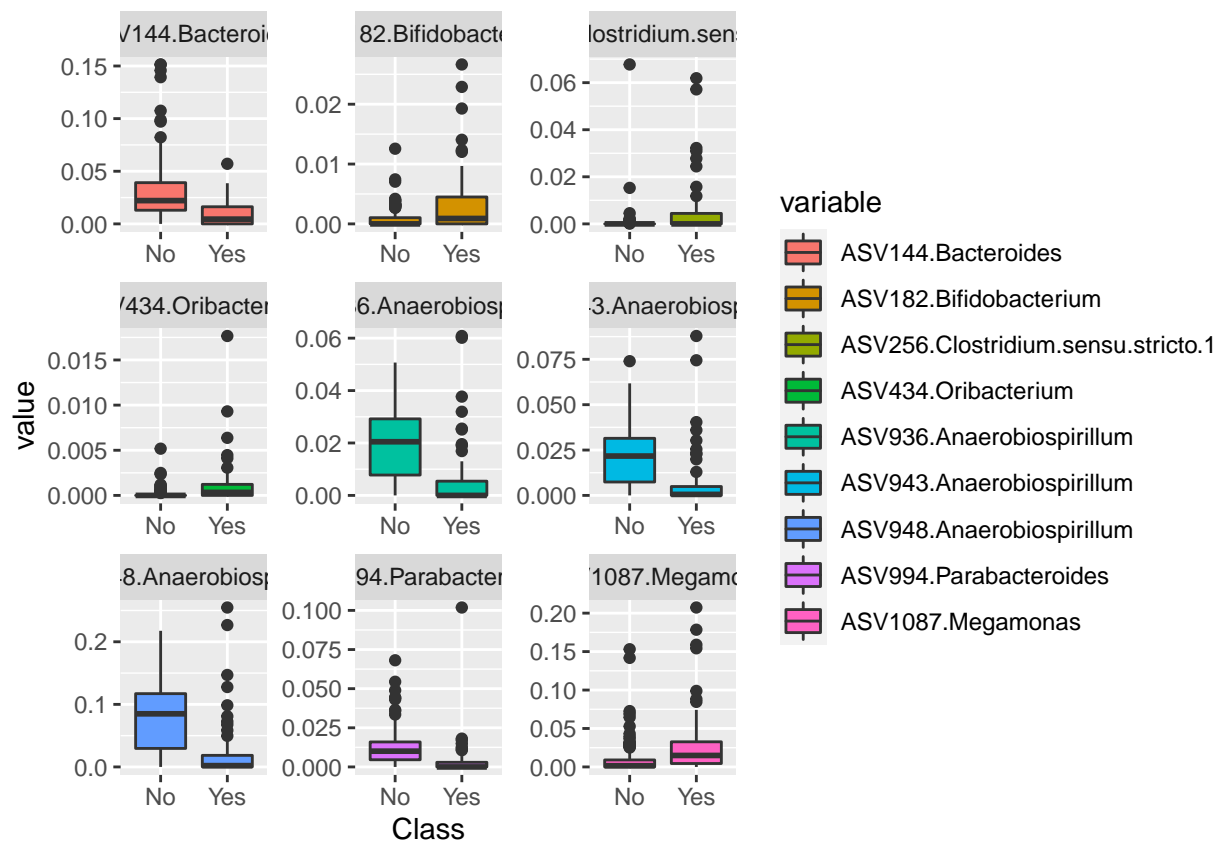 V144.Bacteroi
82.Bifidobacte
lostridium.sens
0.15
0.10
0.05
0.00
0.02
0.01
0.00
0.06
0.04
0.02
0.00
No Yes
No Yes
No Yes
V434.Oribacter
36.Anaerobiosp
43.Anaerobiosp
0.015
0.010
0.005
0.000
0.06
0.04
0.02
0.00
0.075
0.050
0.025
0.000
No Yes
No Yes
No Yes
48.Anaerobiosp
94.Parabacter
V1087.Megamo
0.2
0.1
0.0
0.100
0.075
0.050
0.025
0.000
0.20
0.15
0.10
0.05
0.00
No Yes
No Yes
No Yes
value
Class
variable
ASV144.Bacteroides
ASV182.Bifidobacterium
ASV256.Clostridium.sensu.stricto.1
ASV434.Oribacterium
ASV936.Anaerobiospirillum
ASV943.Anaerobiospirillum
ASV948.Anaerobiospirillum
ASV994.Parabacteroides
ASV1087.Megamonas